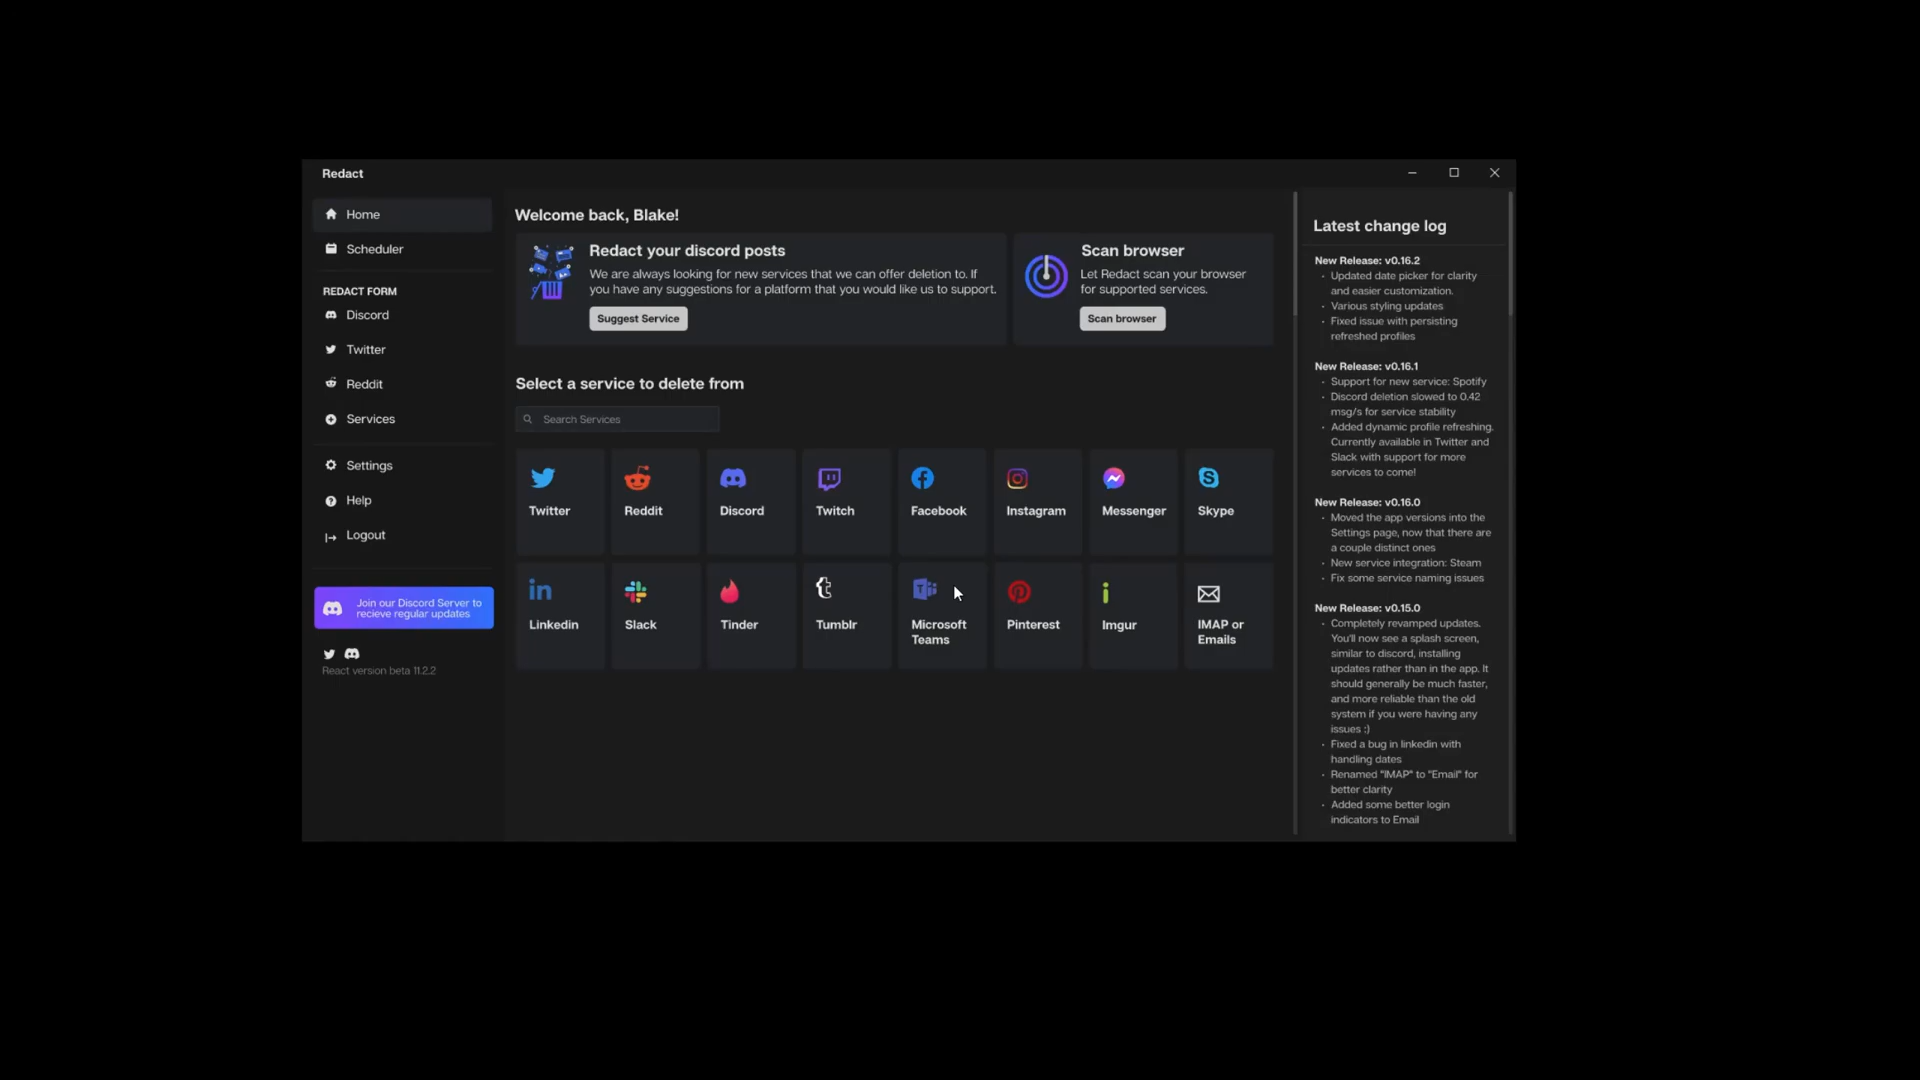 Redact
Home
Scheduler
REDACT FORM
Discord
Twitter
Reddit
Services
Settings
Help
Logout
Join our Discord Server to
recieve regular updates
React version beta 11.2.2
Welcome back, Blake!
Redact your discord posts
We are always looking for new services that we can offer deletion to. If
you have any suggestions for a platform that you would like us to support.
Suggest Service
Scan browser
Let Redact scan your browser
for supported services.
Scan browser
Select a service to delete from
Search Services
Twitter
Reddit
Discord
Twitch
Facebook
Instagram
Messenger
Skype
Linkedin
Slack
Tinder
Tumblr
Microsoft
Teams
Pinterest
Imgur
IMAP or
Emails
Latest change log
New Release: v0.16.2
· Updated date picker for clarity
and easier customization.
· Various styling updates
· Fixed issue with persisting
refreshed profiles
New Release: v0.16.1
· Support for new service: Spotify
· Discord deletion slowed to 0.42
msg/s for service stability
· Added dynamic profile refreshing.
Currently available in Twitter and
Slack with support for more
services to come!
New Release: v0.16.0
· Moved the app versions into the
Settings page, now that there are
a couple distinct ones
· New service integration: Steam
· Fix some service naming issues
New Release: v0.15.0
· Completely revamped updates.
You'll now see a splash screen,
similar to discord, installing
updates rather than in the app. It
should generally be much faster,
and more reliable than the old
system if you were having any
issues :)
· Fixed a bug in linkedin with
handling dates
· Renamed "IMAP" to "Email" for
better clarity
· Added some better login
indicators to Email